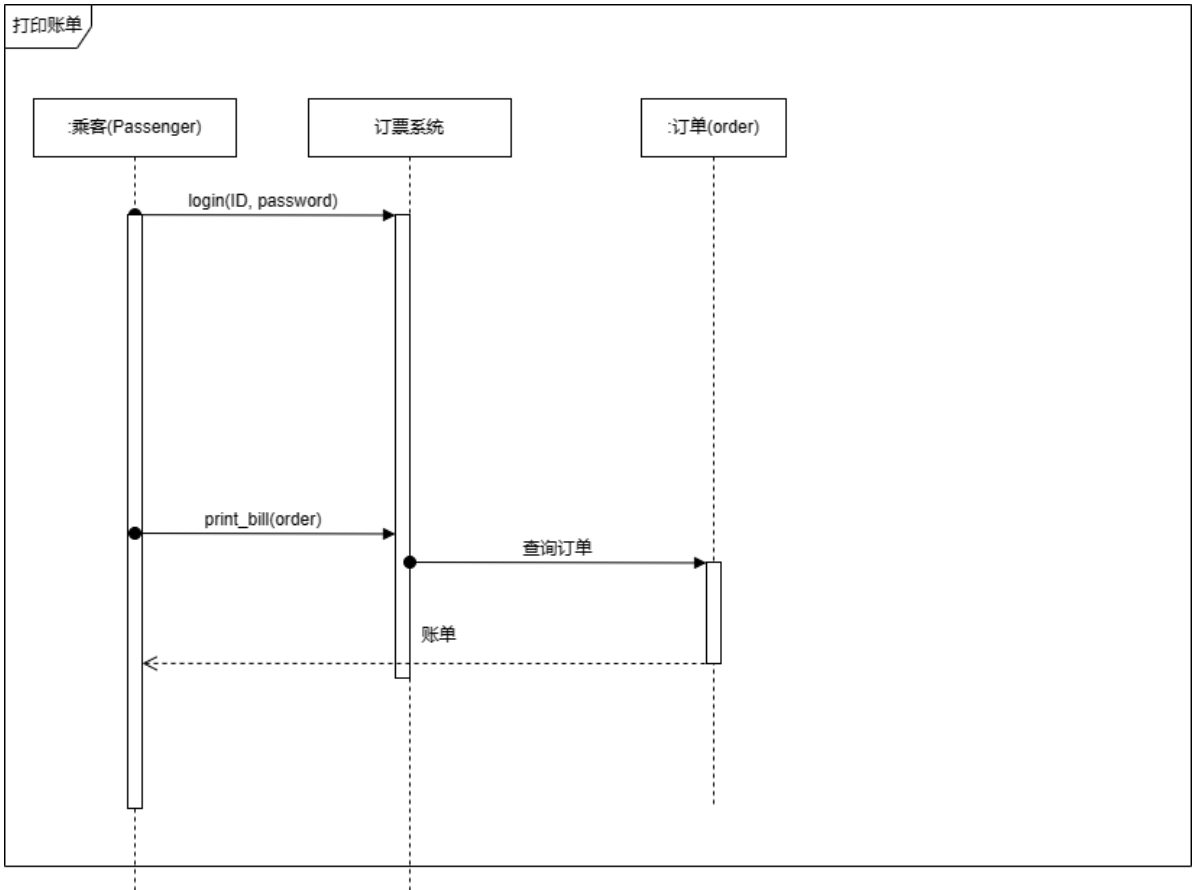 打印账单
:乘客(Passenger)
订票系统
:订单(order)
login(ID, password)
print_bill(order)
查询订单
账单